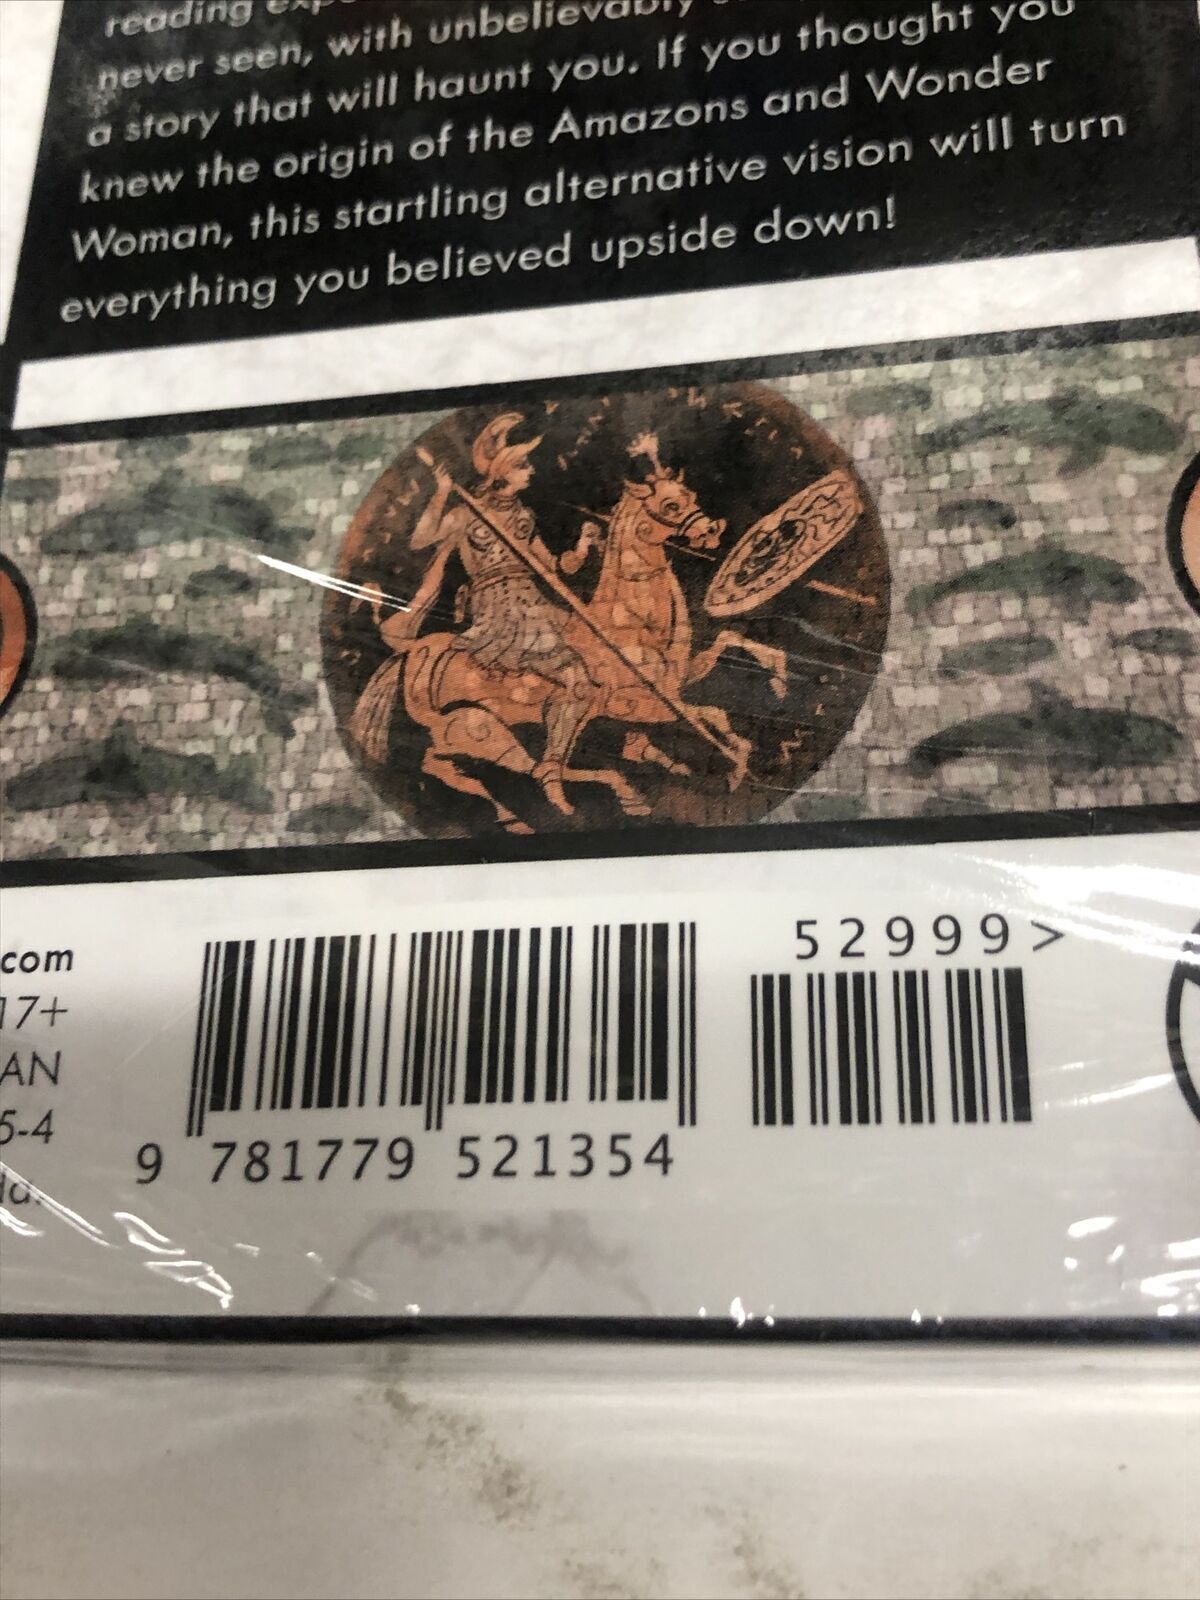 reading
never seen, with unbelievably
a story that will haunt you. If you thought you
knew the origin of the Amazons and Wonder
Woman, this startling alternative vision will turn
everything you believed upside down!
52999>
.com
17+
AN
5-4
9 781779 521354